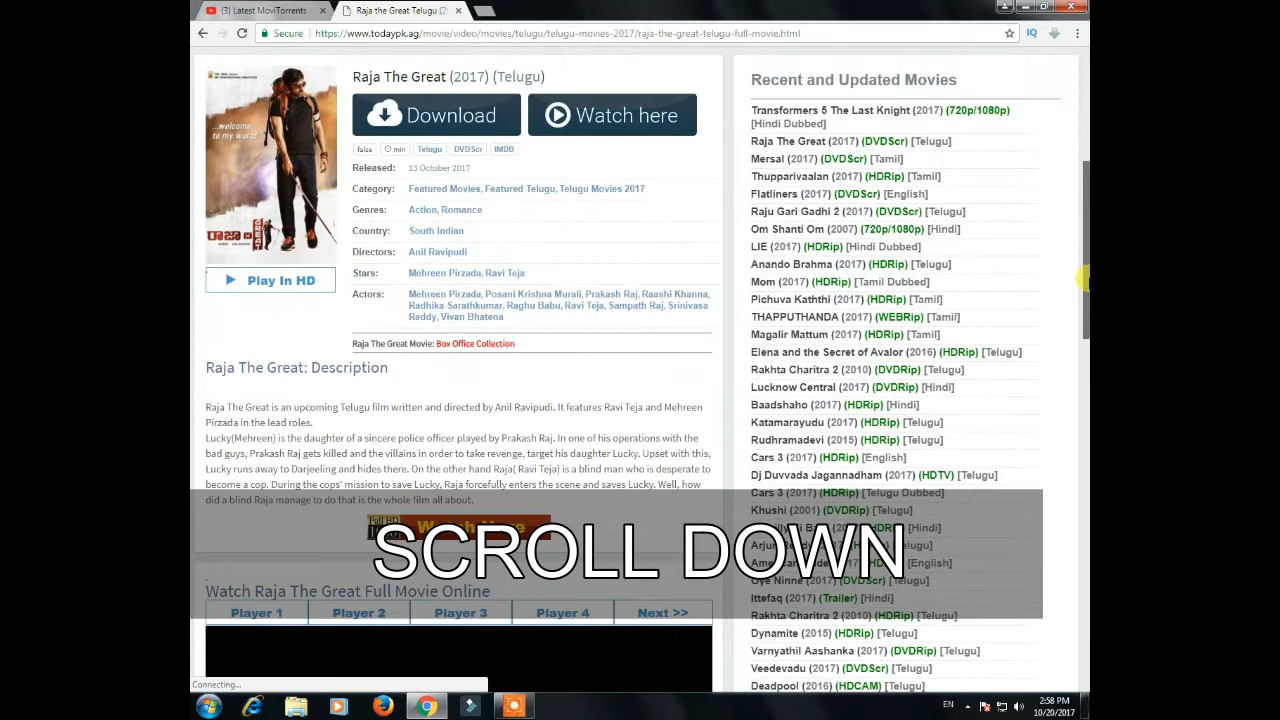 (3) Latest MoviTorrents
Raja the Great Telugu (2
Secure
https://www.todaypk.ag/movie/video/movies/telugu/telugu-movies-2017/raja-the-great-telugu-full-movie.html
IQ
...welcome
to my world
రాజా
Play In HD
Raja The Great (2017) (Telugu)
Download
Watch here
false
min
Telugu
DVDScr
IMDB
Released: 13 October 2017
Category: Featured Movies, Featured Telugu, Telugu Movies 2017
Genres: Action, Romance
Country: South Indian
Directors: Anil Ravipudi
Stars: Mehreen Pirzada, Ravi Teja
Actors: Mehreen Pirzada, Posani Krishna Murali, Prakash Raj, Raashi Khanna,
Radhika Sarathkumar, Raghu Babu, Ravi Teja, Sampath Raj, Srinivasa
Reddy, Vivan Bhatena
Raja The Great Movie: Box Office Collection
Raja The Great: Description
Raja The Great is an upcoming Telugu film written and directed by Anil Ravipudi. It features Ravi Teja and Mehreen
Pirzada in the lead roles.
Lucky(Mehreen) is the daughter of a sincere police officer played by Prakash Raj. In one of his operations with the
bad guys, Prakash Raj gets killed and the villains in order to take revenge, target his daughter Lucky. Upset with this,
Lucky runs away to Darjeeling and hides there. On the other hand Raja( Ravi Teja) is a blind man who is desperate to
become a cop. During the cops' mission to save Lucky, Raja forcefully enters the scene and saves Lucky. Well, how
did a blind Raja manage to do that is the whole film all about.
Full HD
SCROLL DOWN
Watch Raja The Great Full Movie Online
Player 1
Player 2
Player 3
Player 4
Next >>
Recent and Updated Movies
Transformers 5 The Last Knight (2017) (720p/1080p)
[Hindi Dubbed]
Raja The Great (2017) (DVDScr) [Telugu]
Mersal (2017) (DVDScr) [Tamil]
Thupparivaalan (2017) (HDRip) [Tamil]
Flatliners (2017) (DVDScr) [English]
Raju Gari Gadhi 2 (2017) (DVDScr) [Telugu]
Om Shanti Om (2007) (720p/1080p) [Hindi]
LIE (2017) (HDRip) [Hindi Dubbed]
Anando Brahma (2017) (HDRip) [Telugu]
Mom (2017) (HDRip) [Tamil Dubbed]
Pichuva Kaththi (2017) (HDRip) [Tamil]
THAPPUTHANDA (2017) (WEBRip) [Tamil]
Magalir Mattum (2017) (HDRip) [Tamil]
Elena and the Secret of Avalor (2016) (HDRip) [Telugu]
Rakhta Charitra 2 (2010) (DVDRip) [Telugu]
Lucknow Central (2017) (DVDRip) [Hindi]
Baadshaho (2017) (HDRip) [Hindi]
Katamarayudu (2017) (HDRip) [Telugu]
Rudhramadevi (2015) (HDRip) [Telugu]
Cars 3 (2017) (HDRip) [English]
Dj Duvvada Jagannadham (2017) (HDTV) [Telugu]
Cars 3 (2017) (HDRip) [Telugu Dubbed]
Khushi (2001) (DVDRip) [Telugu]
[Hindi]
[Telugu]
[English]
Oye Ninne (2017) (DVDScr) [Telugu]
Ittefaq (2017) (Trailer) [Hindi]
Rakhta Charitra 2 (2010) (HDRip) [Telugu]
Dynamite (2015) (HDRip) [Telugu]
Varnyathil Aashanka (2017) (DVDRip) [Telugu]
Veedevadu (2017) (DVDScr) [Telugu]
Deadpool (2016) (HDCAM) [Telugu]
Connecting...
EN
2:58 PM
10/20/2017